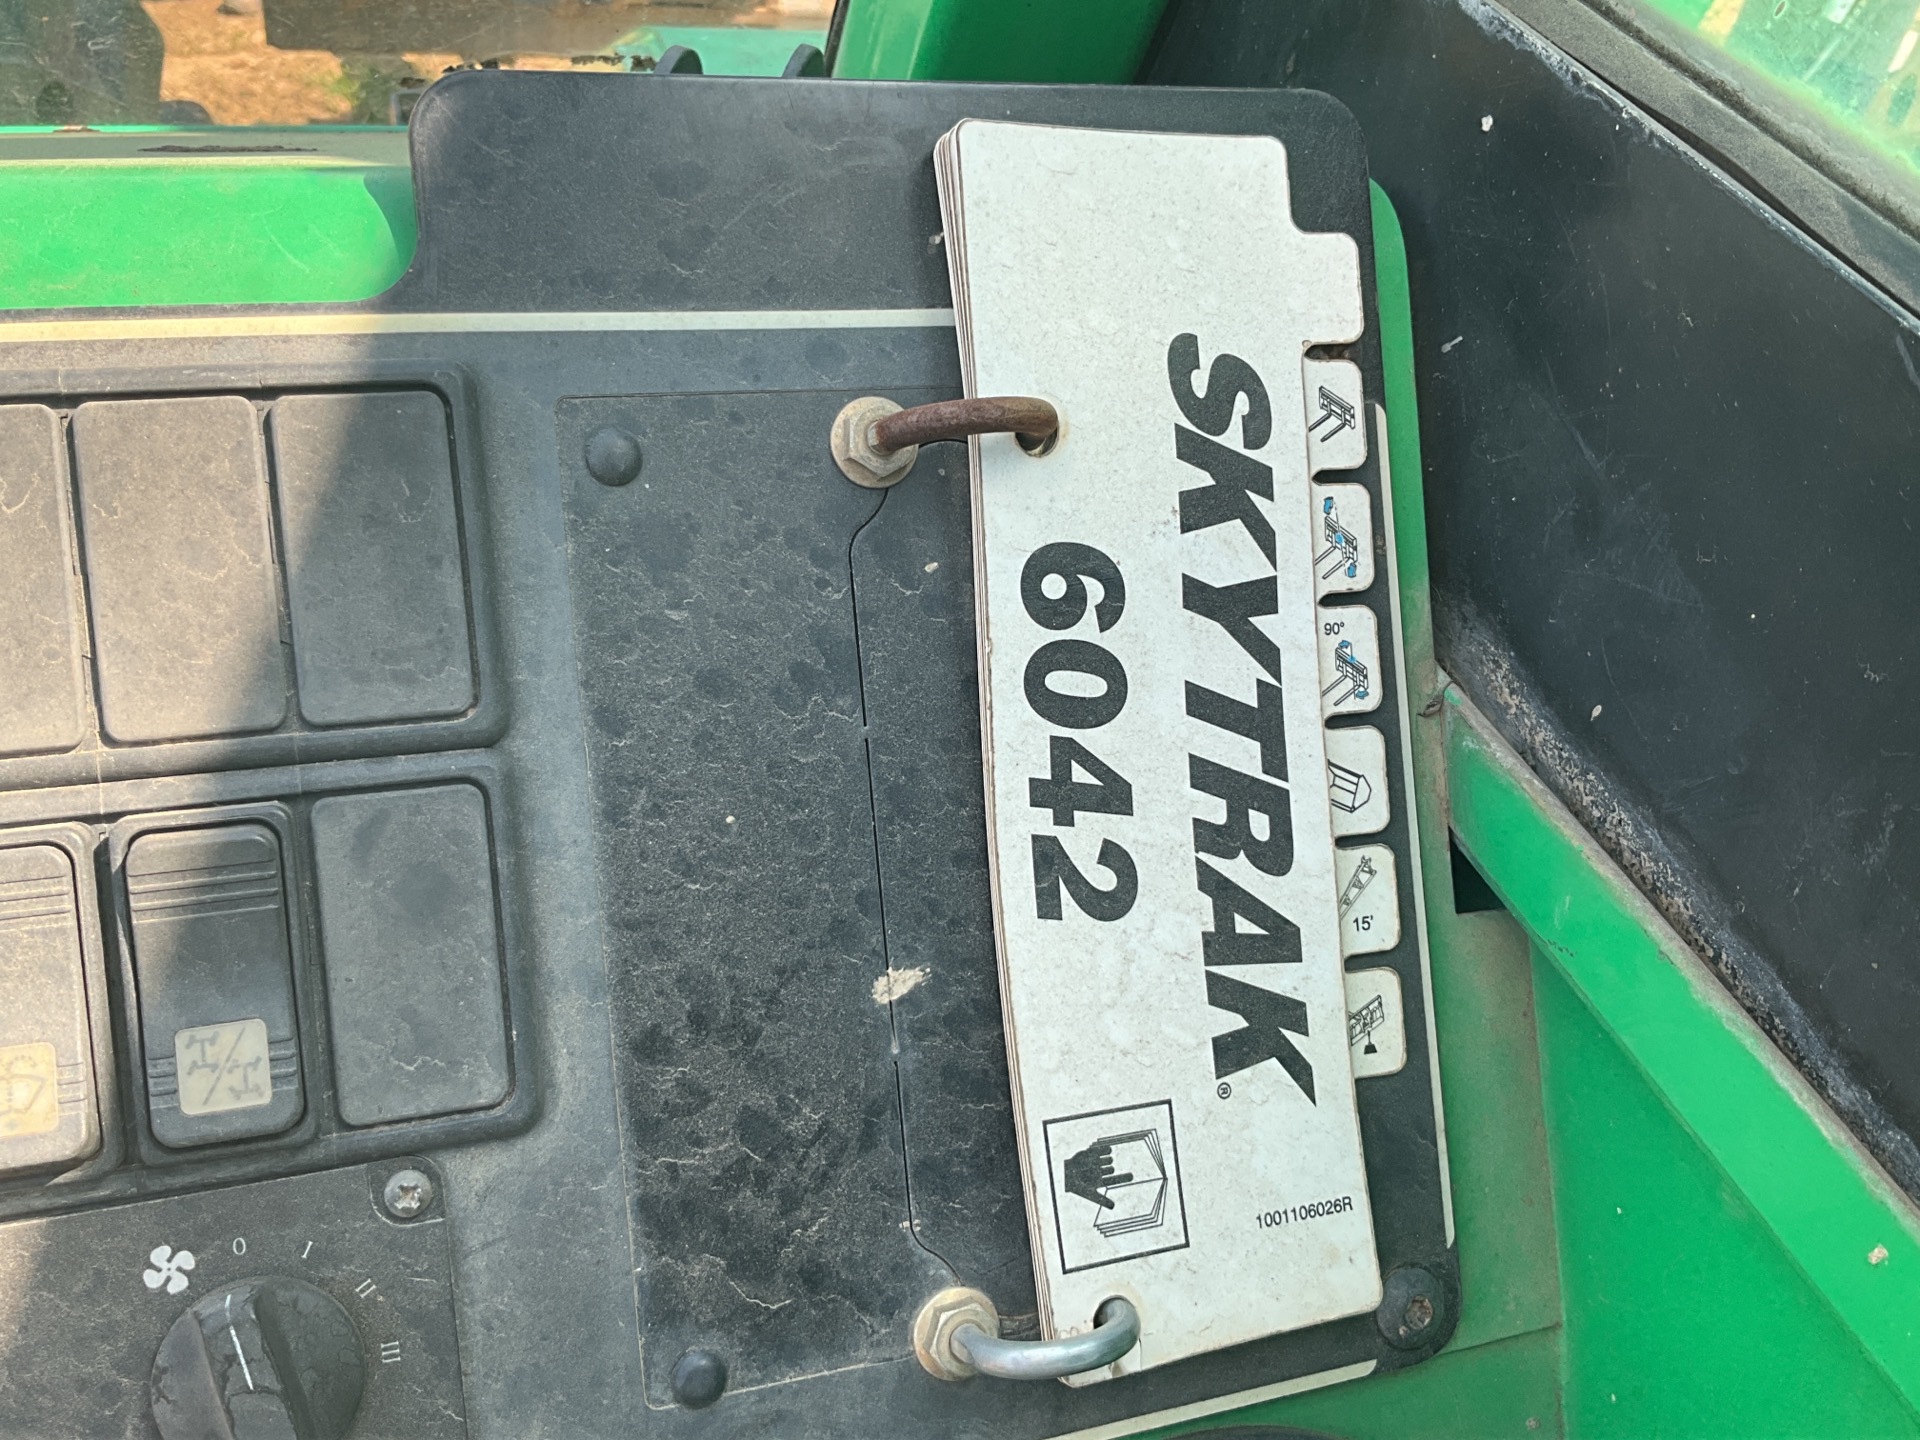 SKYTRAK®
6042
90°
15'
1001106026R
0
I
II
III